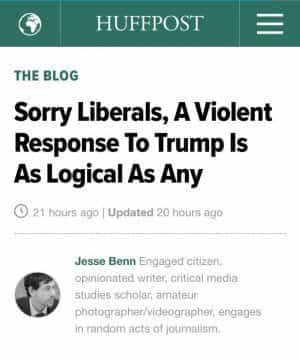 HUFFPOST
THE BLOG
Sorry Liberals, A Violent
Response To Trump Is
As Logical As Any
21 hours ago | Updated 20 hours ago
Jesse Benn Engaged citizen,
opinionated writer, critical media
studies scholar, amateur
photographer/videographer, engages
in random acts of journalism.